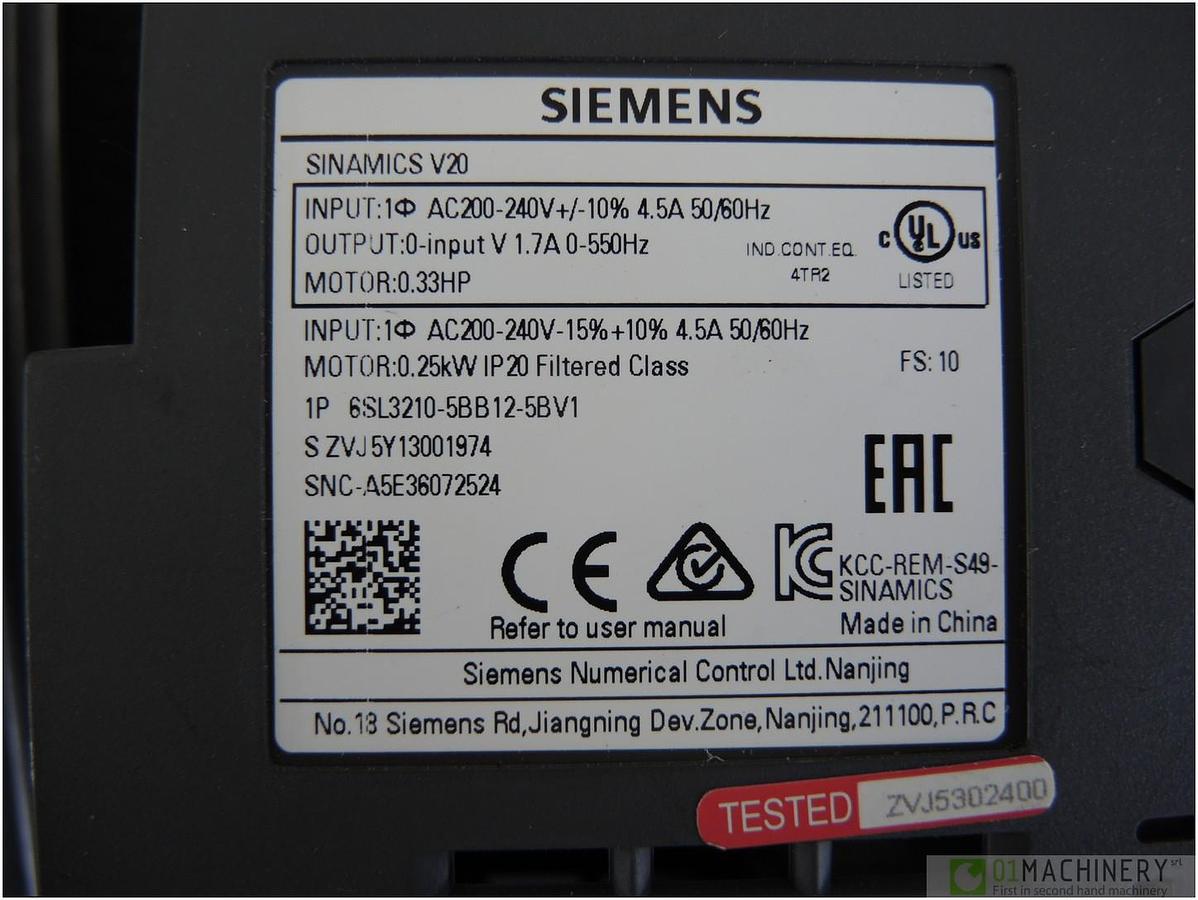 SIEMENS
SINAMICS V20
INPUT:1Φ AC200-240V+/-10% 4.5A 50/60Hz
OUTPUT:0-input V 1.7A 0-550Hz
MOTOR:0.33HP
IND.CONT.EQ.
4TR2
C UL US
LISTED
INPUT:1Φ AC200-240V-15%+10% 4.5A 50/60Hz
MOTOR:0.25kW IP20 Filtered Class
FS: 10
1P 6SL3210-5BB12-5BV1
S ZVJ5Y13001974
SNC-A5E36072524
EAC
CE
KC
KCC-REM-S49-
SINAMICS
Refer to user manual
Made in China
Siemens Numerical Control Ltd.Nanjing
No.18 Siemens Rd,Jiangning Dev.Zone,Nanjing,211100,P.R.C
TESTED ZVJ5302400
01MACHINERY srl
First in second hand machinery